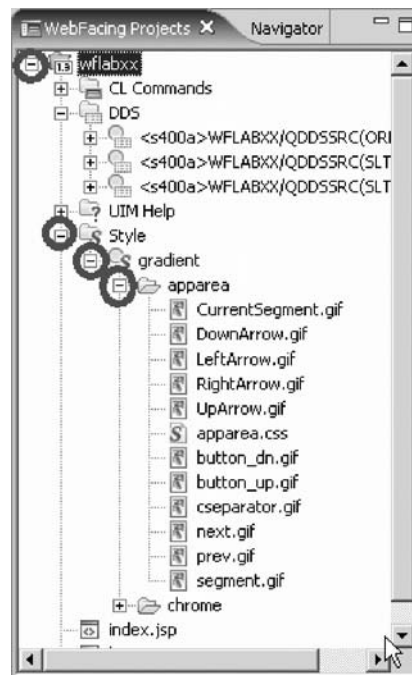 WebFacing Projects Navigator
wflabxx
CL Commands
DDS
<s400a>WFLABXX/QDDSSRC(ORI
<s400a>WFLABXX/QDDSSRC(SLT
<s400a>WFLABXX/QDDSSRC(SLT
UIM Help
Style
gradient
apparea
CurrentSegment.gif
DownArrow.gif
LeftArrow.gif
RightArrow.gif
UpArrow.gif
apparea.css
button_dn.gif
button_up.gif
cseparator.gif
next.gif
prev.gif
segment.gif
chrome
index.jsp